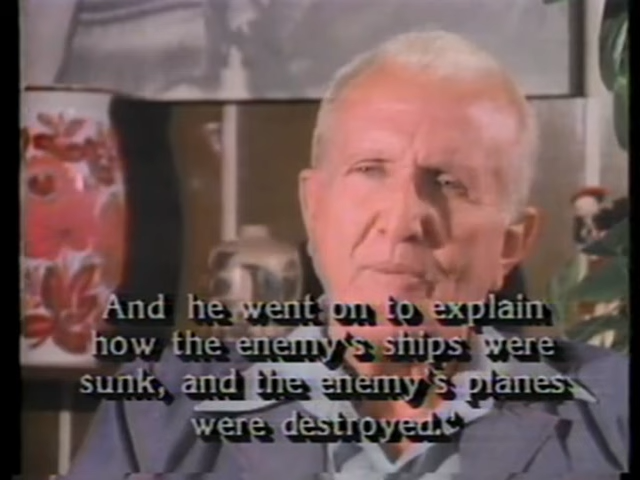 And he went on to explain
how the enemy's ships were
sunk, and the enemy's planes
were destroyed.